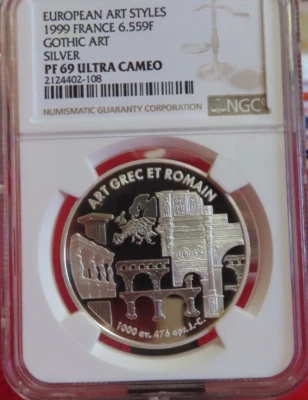 EUROPEAN ART STYLES
1999 FRANCE 6.559F
GOTHIC ART
SILVER
PF 69 ULTRA CAMEO
2124402-108
NUMISMATIC GUARANTY CORPORATION
NGC
ART GREC ET ROMAIN
1000 av. 476 apr. J.-C.